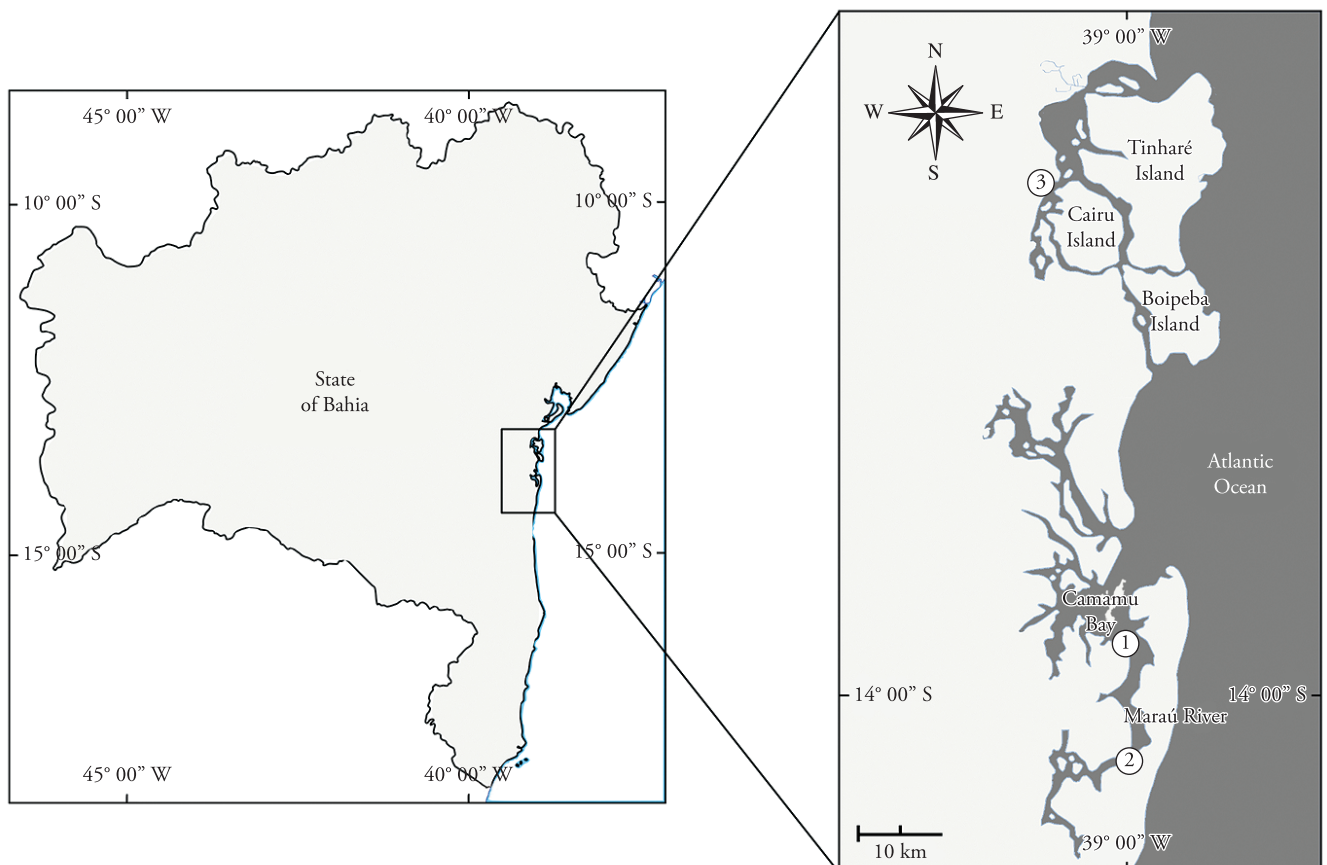 45° 00” W
40° 00” W
10° 00” S
10° 00” S
State
of Bahia
15° 00” S
15° 00” S
45° 00” W
40° 00” W
39° 00” W
N
W
E
S
Tinharé
Island
3
Cairu
Island
Boipeba
Island
Atlantic
Ocean
Camamu
Bay
1
14° 00” S
14° 00” S
Maraú River
2
39° 00” W
10 km